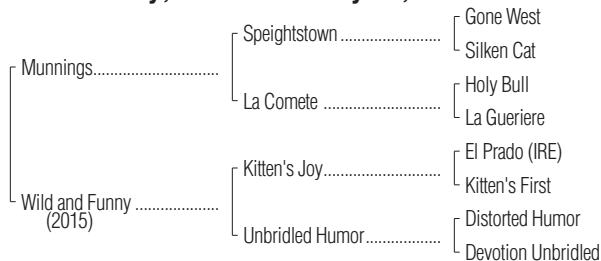 Gone West
Speightstown
Silken Cat
Munnings
Holy Bull
La Comete
La Gueriere
El Prado (IRE)
Kitten's Joy
Kitten's First
Wild and Funny
(2015)
Distorted Humor
Unbridled Humor
Devotion Unbridled